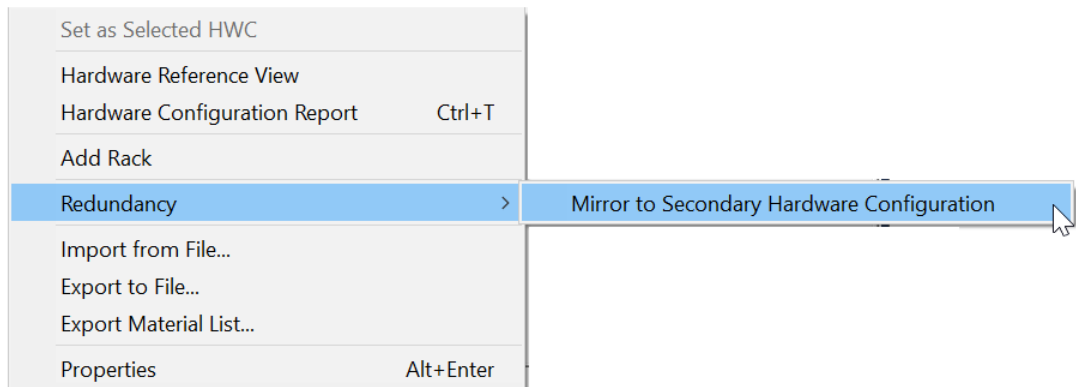 Set as Selected HWC
Hardware Reference View
Hardware Configuration Report Ctrl+T
Add Rack
Redundancy > Mirror to Secondary Hardware Configuration
Import from File...
Export to File...
Export Material List...
Properties Alt+Enter